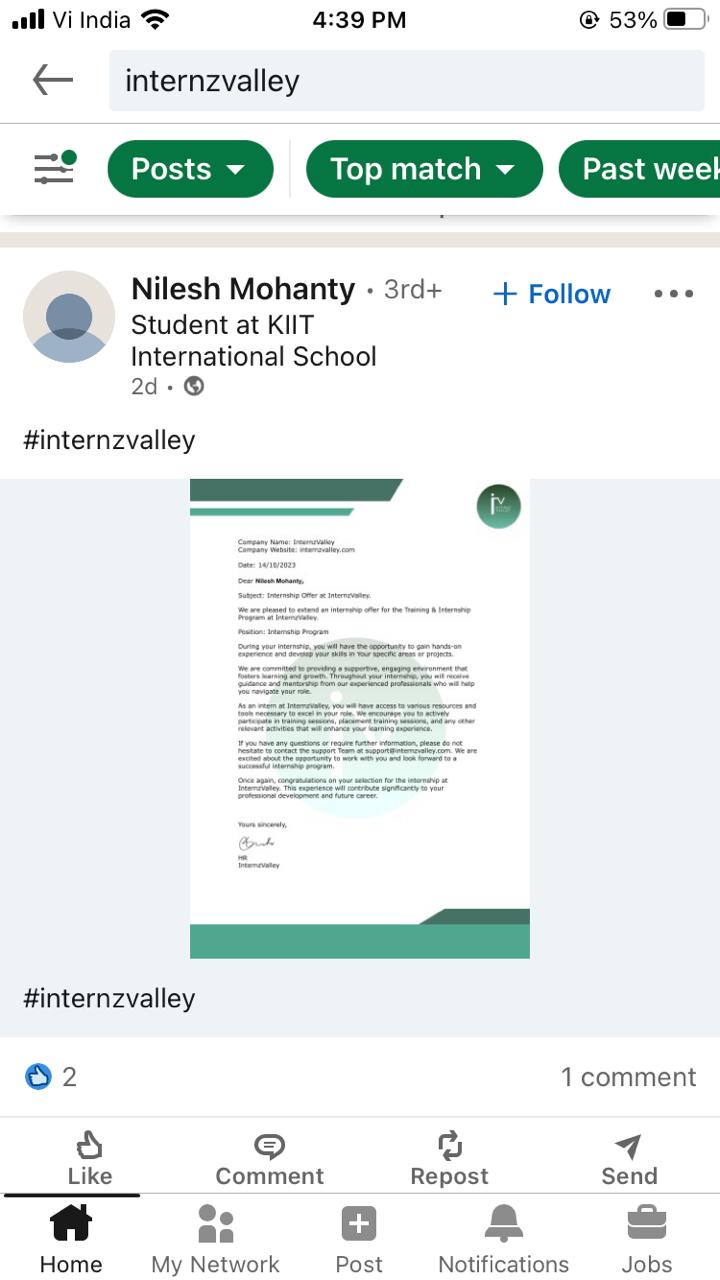 Vi India
4:39 PM
53%
internzvalley
Posts
Top match
Past week
Nilesh Mohanty • 3rd+
+ Follow
Student at KIIT
International School
2d •
#internzvalley
iv
Company Name: InternzValley
Company Website: internzvalley.com
Date: 14/10/2023
Dear Nilesh Mohanty,
Subject: Internship Offer at InternzValley.
We are pleased to extend an internship offer for the Training & Internship
Program at InternzValley.
Position: Internship Program
During your internship, you will have the opportunity to gain hands-on
experience and develop your skills in Your specific areas or projects.
We are committed to providing a supportive, engaging environment that
fosters learning and growth. Throughout your internship, you will receive
guidance and mentorship from our experienced professionals who will help
you navigate your role.
As an intern at InternzValley, you will have access to various resources and
tools necessary to excel in your role. We encourage you to actively
participate in training sessions, placement training sessions, and any other
relevant activities that will enhance your learning experience.
If you have any questions or require further information, please do not
hesitate to contact the support Team at support@internzvalley.com. We are
excited about the opportunity to work with you and look forward to a
successful internship program.
Once again, congratulations on your selection for the internship at
InternzValley. This experience will contribute significantly to your
professional development and future career.
Yours sincerely,
HR
InternzValley
#internzvalley
2
1 comment
Like
Comment
Repost
Send
Home
My Network
Post
Notifications
Jobs